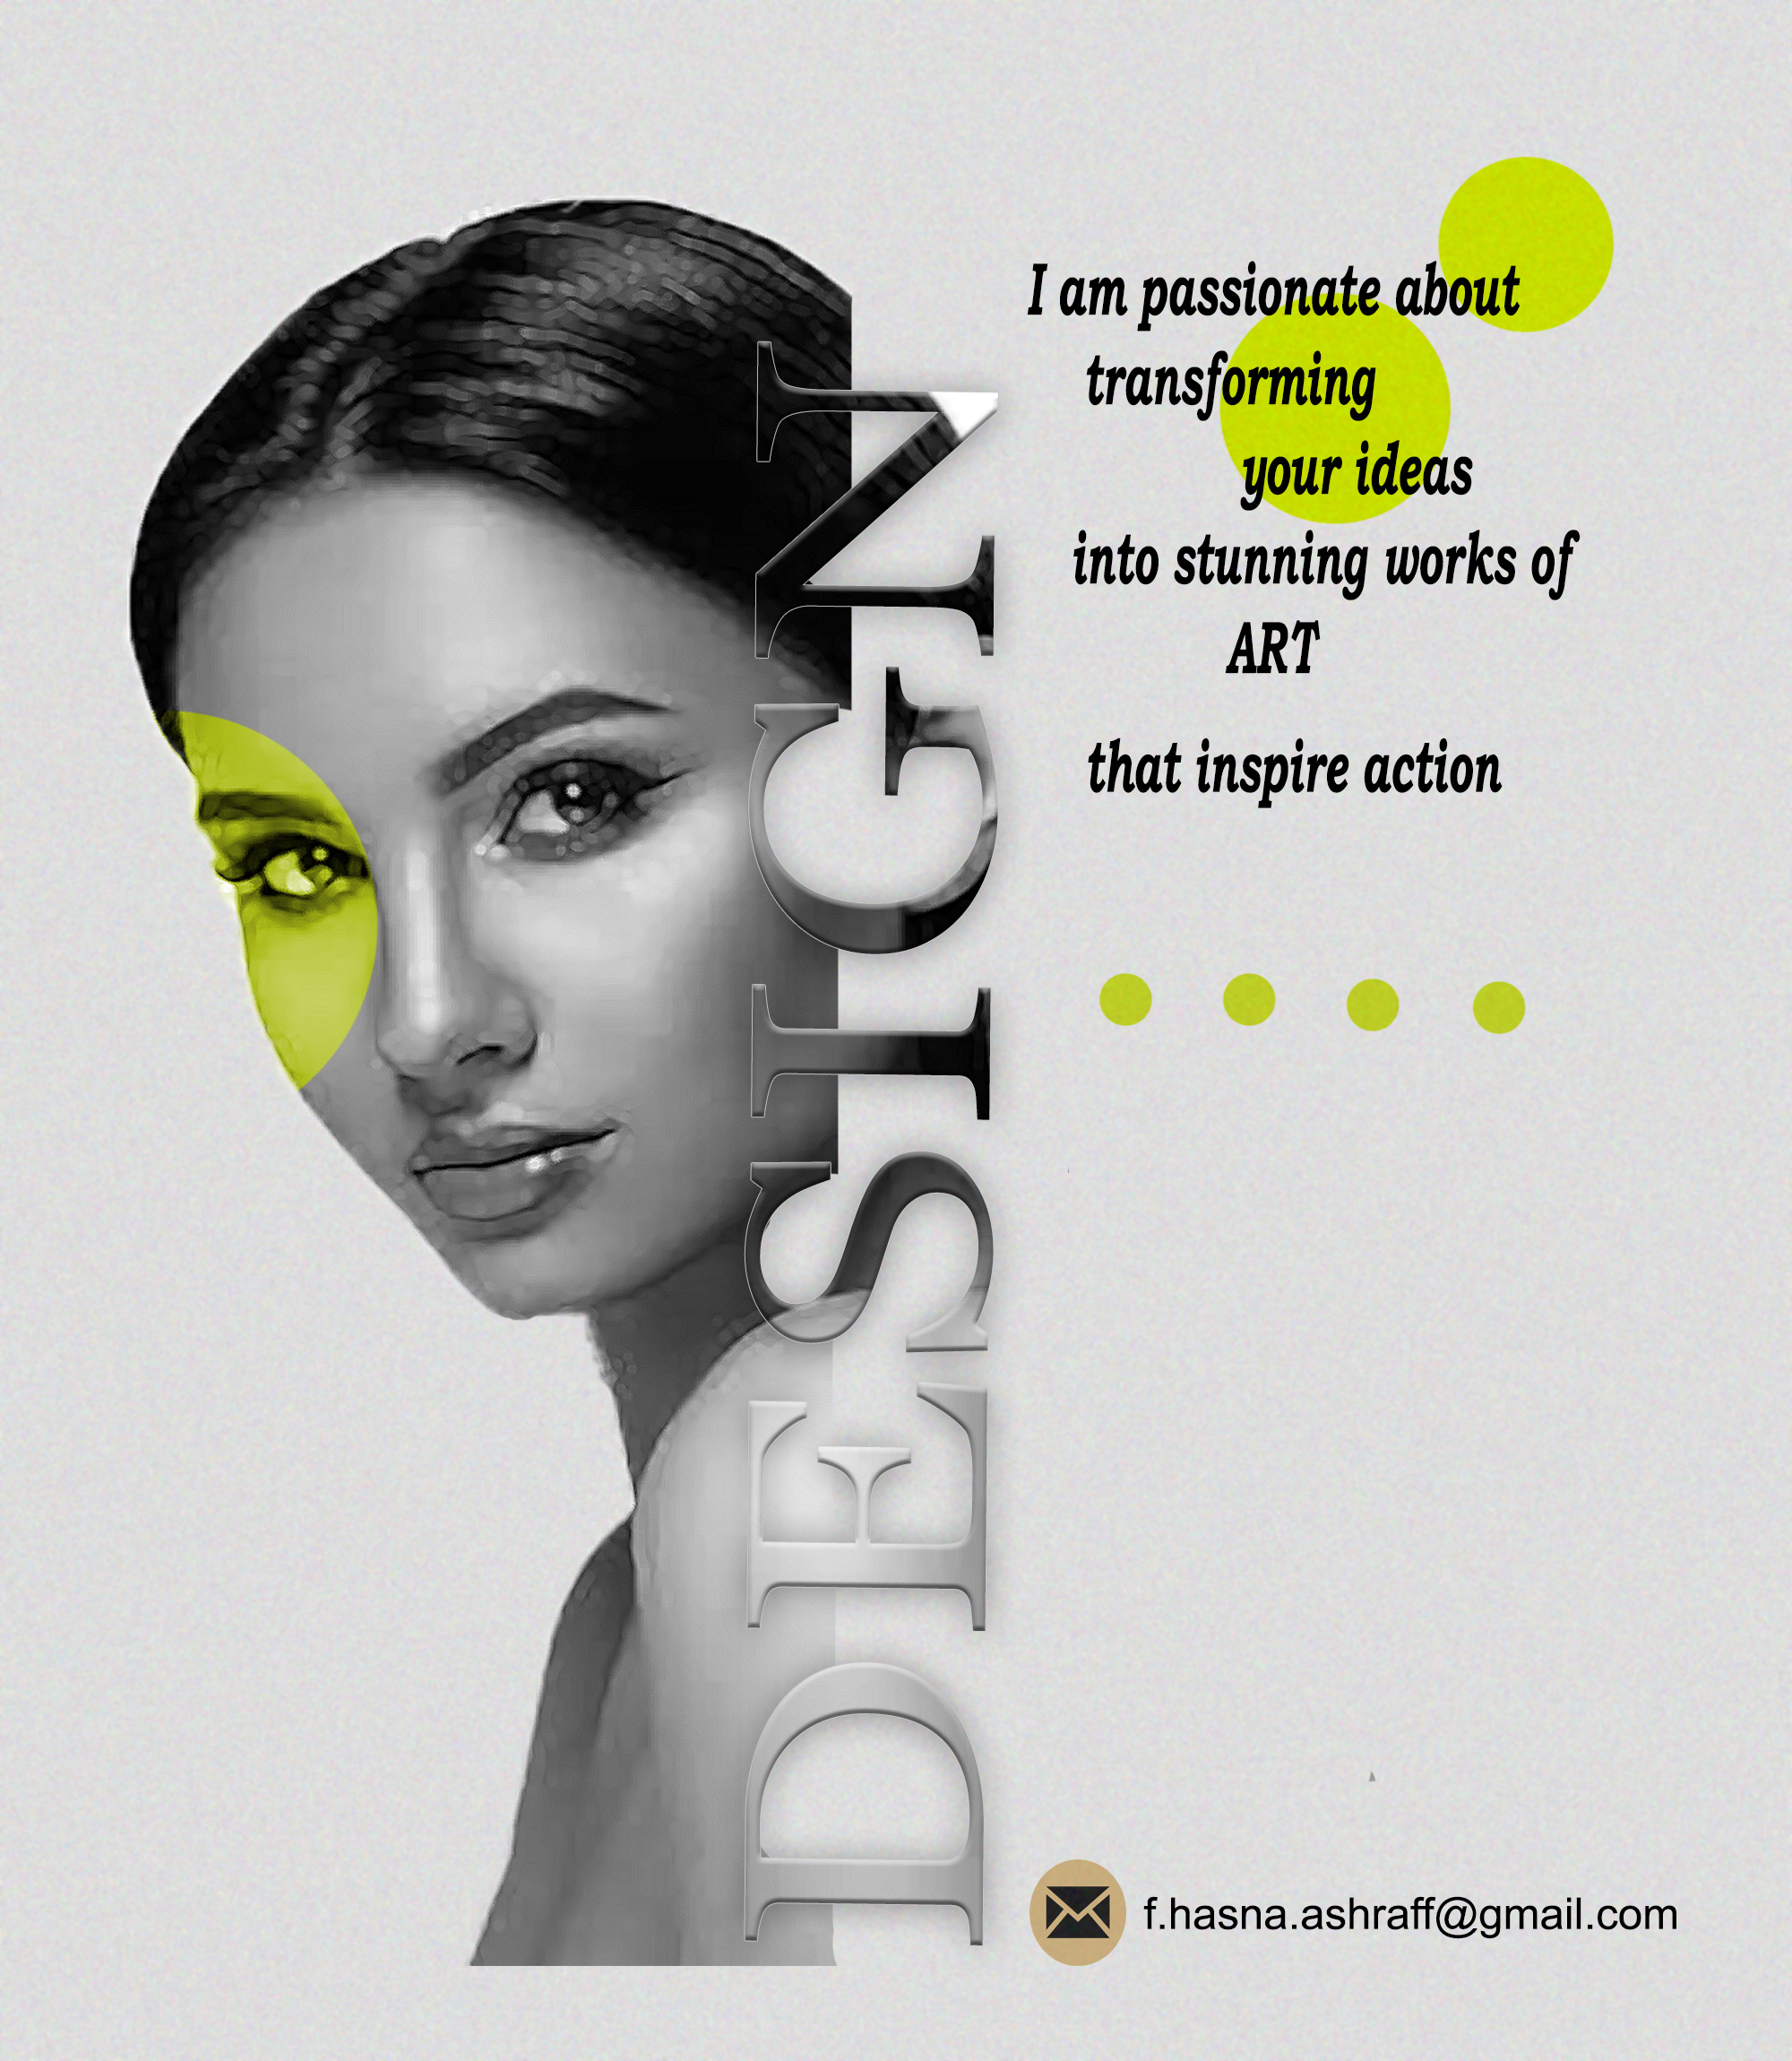 DESIGN
I am passionate about
transforming
your ideas
into stunning works of
ART
that inspire action
f.hasna.ashraff@gmail.com